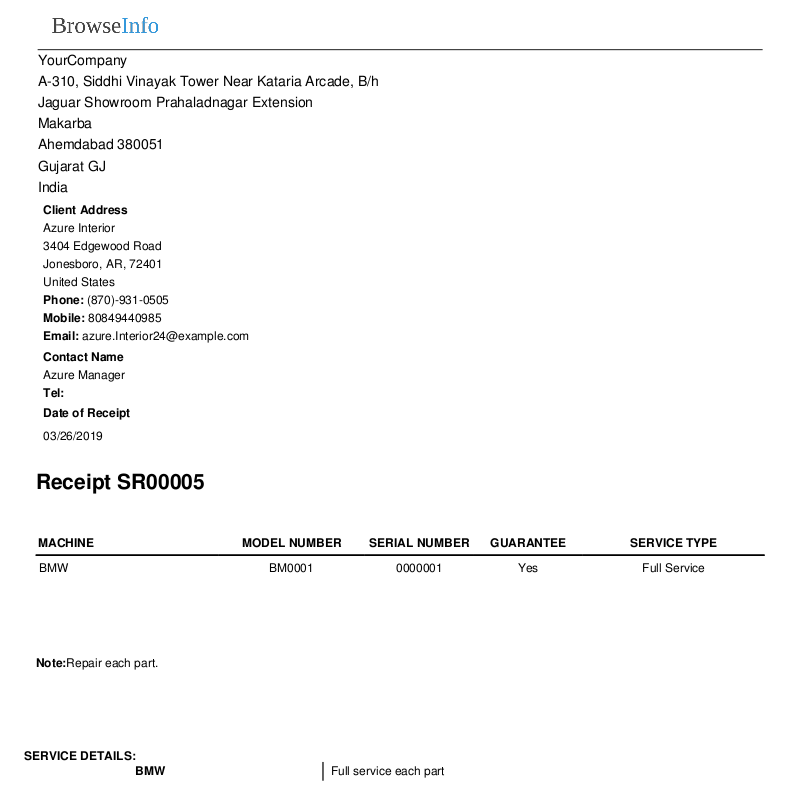 BrowseInfo
YourCompany
A-310, Siddhi Vinayak Tower Near Kataria Arcade, B/h
Jaguar Showroom Prahaladnagar Extension
Makarba
Ahemdabad 380051
Gujarat GJ
India
Client Address
Azure Interior
3404 Edgewood Road
Jonesboro, AR, 72401
United States
Phone: (870)-931-0505
Mobile: 80849440985
Email: azure.Interior24@example.com
Contact Name
Azure Manager
Tel:
Date of Receipt
03/26/2019
Receipt SR00005
MACHINE MODEL NUMBER SERIAL NUMBER GUARANTEE SERVICE TYPE
BMW BM0001 0000001 Yes Full Service
Note:Repair each part.
SERVICE DETAILS:
BMW Full service each part